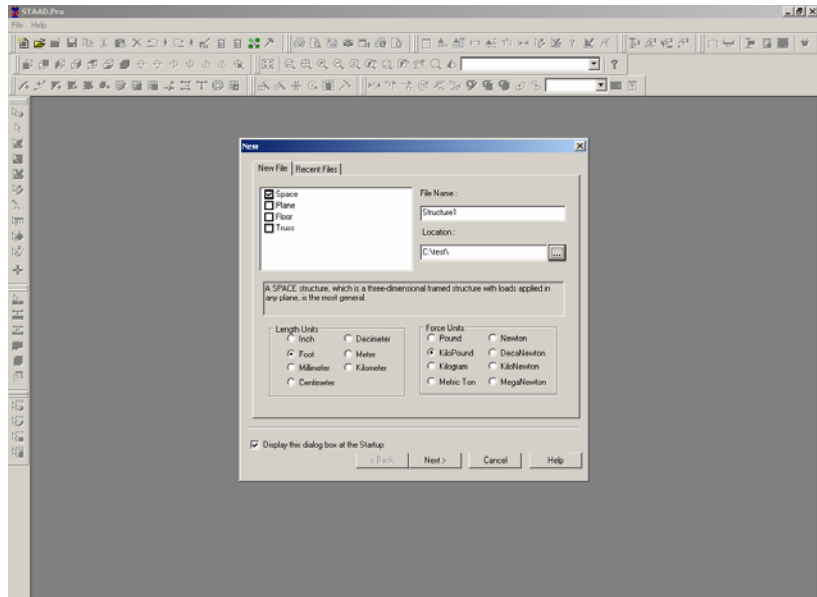 STAAD.Pro
File Help
New
New File Recent Files
Space
Plane
Floor
Truss
File Name :
Structure1
Location :
C:\test\
...
A SPACE structure, which is a three-dimensional framed structure with loads applied in
any plane, is the most general.
Length Units
Inch Decimeter
Foot Meter
Millimeter Kilometer
Centimeter
Force Units
Pound Newton
KiloPound DecaNewton
Kilogram KiloNewton
Metric Ton MegaNewton
Display this dialog box at the Startup
< Back Next > Cancel Help